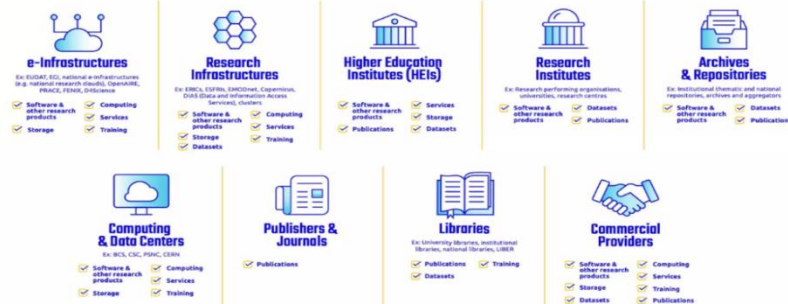 e-Infrastructures
Ex: EUDAT, EGI, national e-infrastructures
(e.g. national research clouds), OpenAIRE,
PRACE, FENIX, D4Science
Software &
other research
products
Storage
Computing
Services
Training
Research
Infrastructures
Ex: ERICs, ESFRIs, EMODnet, Copernicus,
DIAS (Data and Information Access
Services), clusters
Software &
other research
products
Storage
Datasets
Computing
Services
Training
Higher Education
Institutes (HEIs)
Software &
other research
products
Publications
Services
Storage
Datasets
Research
Institutes
Ex: Research performing organisations,
universities, research centres
Software &
other research
products
Datasets
Publications
Archives
& Repositories
Ex: Institutional thematic and national
repositories, archives and aggregators
Software &
other research
products
Datasets
Publication
Computing
& Data Centers
Ex: BCS, CSC, PSNC, CERN
Software &
other research
products
Storage
Computing
Services
Training
Publishers &
Journals
Publications
Libraries
Ex: University libraries, institutional
libraries, national libraries, LIBER
Publications
Datasets
Training
Commercial
Providers
Software &
other research
products
Storage
Datasets
Computing
Services
Training
Publications